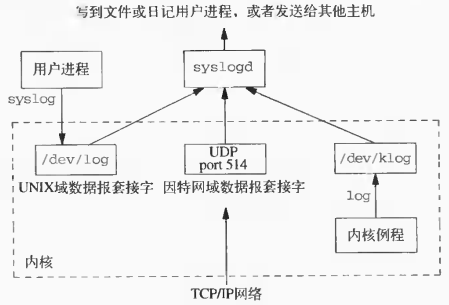 写到文件或日记用户进程，或者发送给其他主机
用户进程
syslogd
syslog
/dev/log
UDP
port 514
/dev/klog
UNIX域数据报套接字
因特网域数据报套接字
log
内核例程
内核
TCP/IP网络